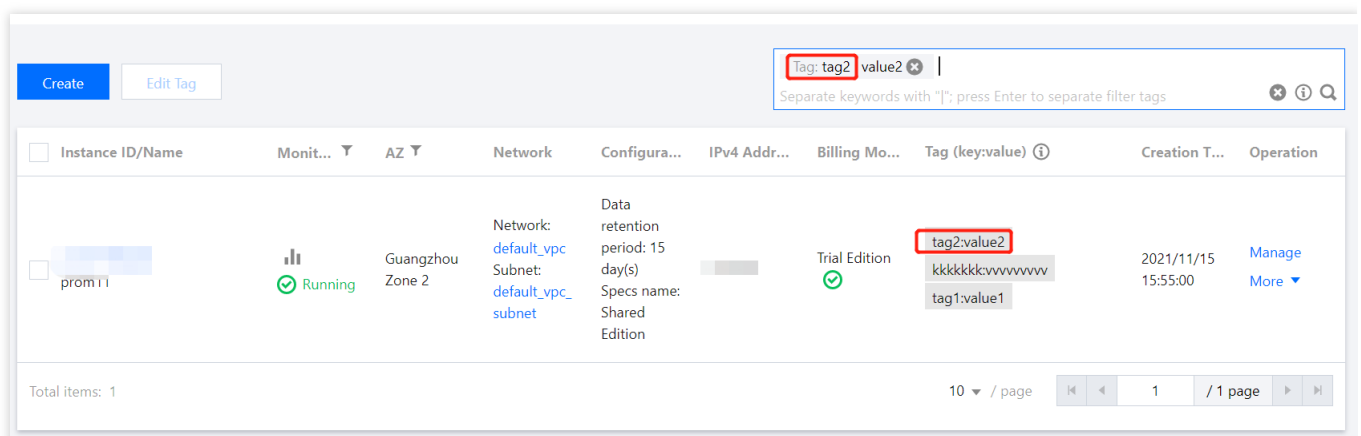 Tag: tag2 value2
Create
Edit Tag
Separate keywords with "|"; press Enter to separate filter tags
Instance ID/Name
Monit...
AZ
Network
Configura...
IPv4 Addr...
Billing Mo...
Tag (key:value)
Creation T...
Operation
prom11
Running
Guangzhou
Zone 2
Network:
default_vpc
Subnet:
default_vpc_
subnet
Data
retention
period: 15
day(s)
Specs name:
Shared
Edition
Trial Edition
tag2:value2
kkkkkkk:vvvvvvvvv
tag1:value1
2021/11/15
15:55:00
Manage
More
Total items: 1
10 / page
1 / 1 page